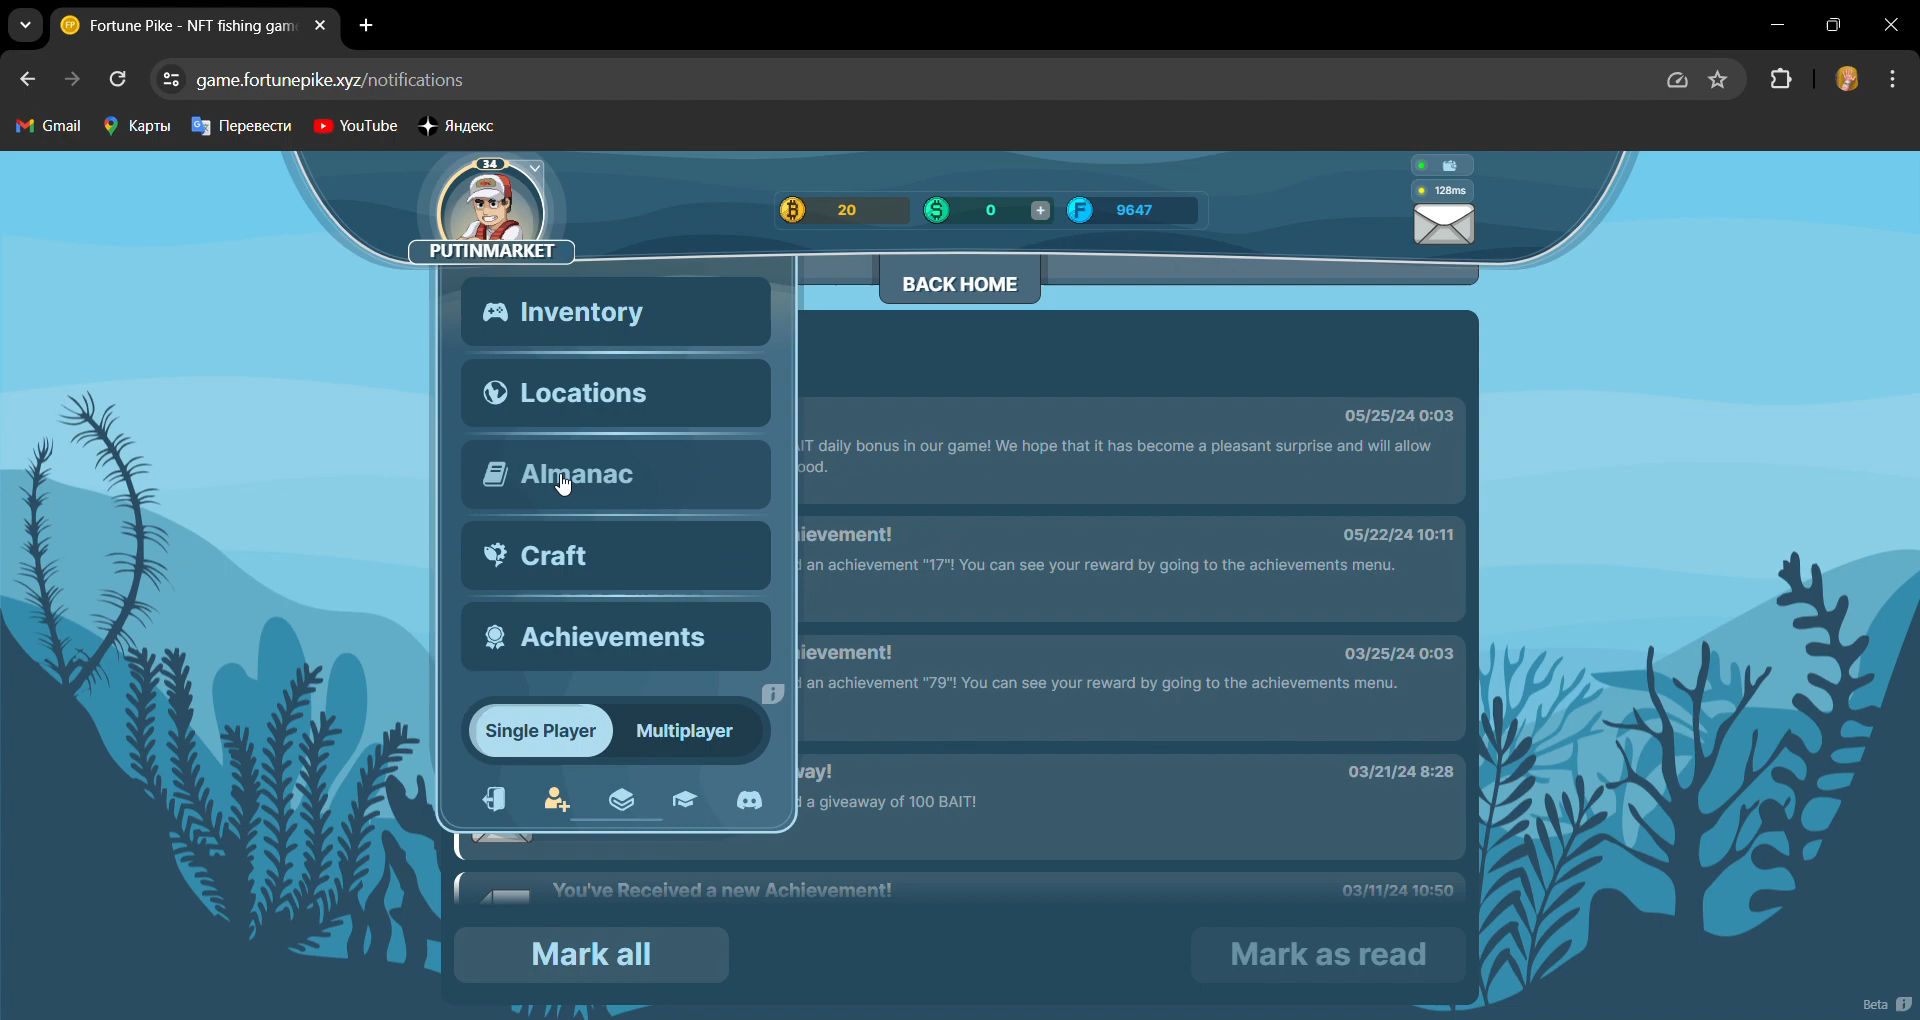 Fortune Pike - NFT fishing gam
game.fortunepike.xyz/notifications
Gmail Карты Перевести YouTube Яндекс
34
PUTINMARKET
20 0 + 9647
128ms
BACK HOME
Inventory
Locations
Almanac
Craft
Achievements
Single Player Multiplayer
05/25/24 0:03
daily bonus in our game! We hope that it has become a pleasant surprise and will allow
05/22/24 10:11
an achievement "17"! You can see your reward by going to the achievements menu.
03/25/24 0:03
an achievement "79"! You can see your reward by going to the achievements menu.
03/21/24 8:28
a giveaway of 100 BAIT!
You've Received a new Achievement! 03/11/24 10:50
Mark all Mark as read
Beta